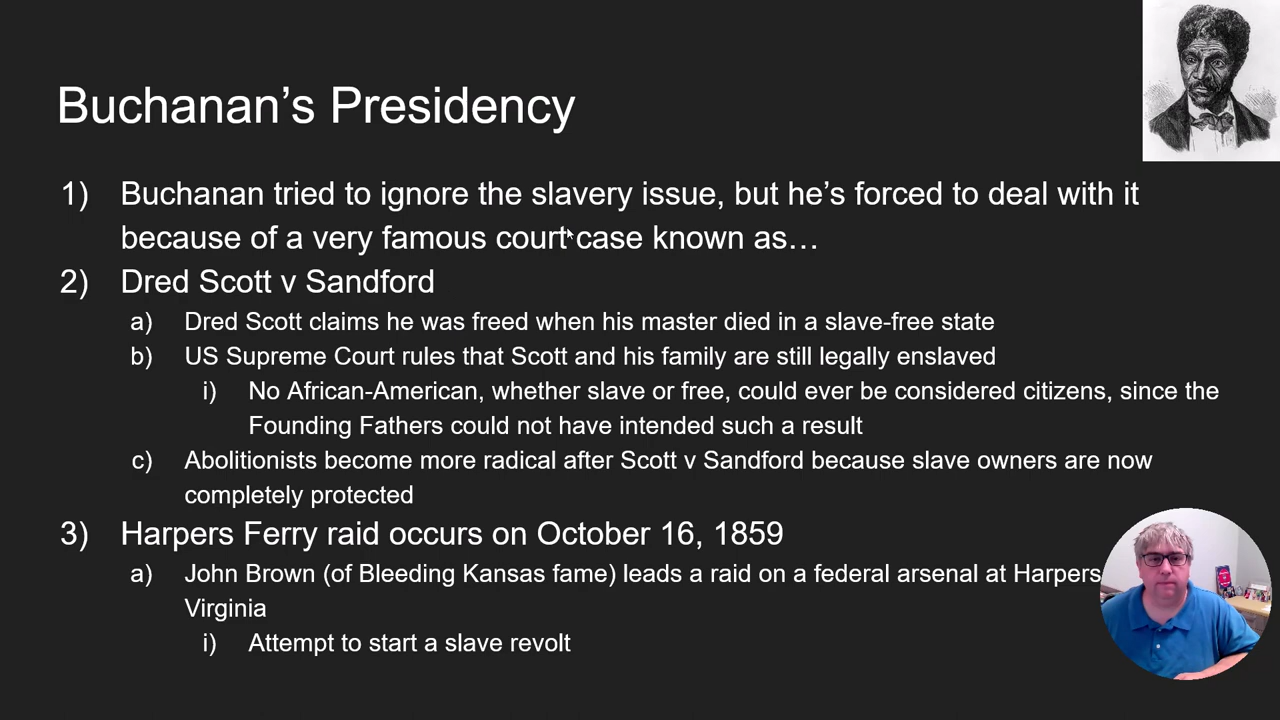 Buchanan’s Presidency
1) Buchanan tried to ignore the slavery issue, but he’s forced to deal with it
because of a very famous court case known as…
2) Dred Scott v Sandford
a) Dred Scott claims he was freed when his master died in a slave-free state
b) US Supreme Court rules that Scott and his family are still legally enslaved
i) No African-American, whether slave or free, could ever be considered citizens, since the
Founding Fathers could not have intended such a result
c) Abolitionists become more radical after Scott v Sandford because slave owners are now
completely protected
3) Harpers Ferry raid occurs on October 16, 1859
a) John Brown (of Bleeding Kansas fame) leads a raid on a federal arsenal at Harpers
Virginia
i) Attempt to start a slave revolt